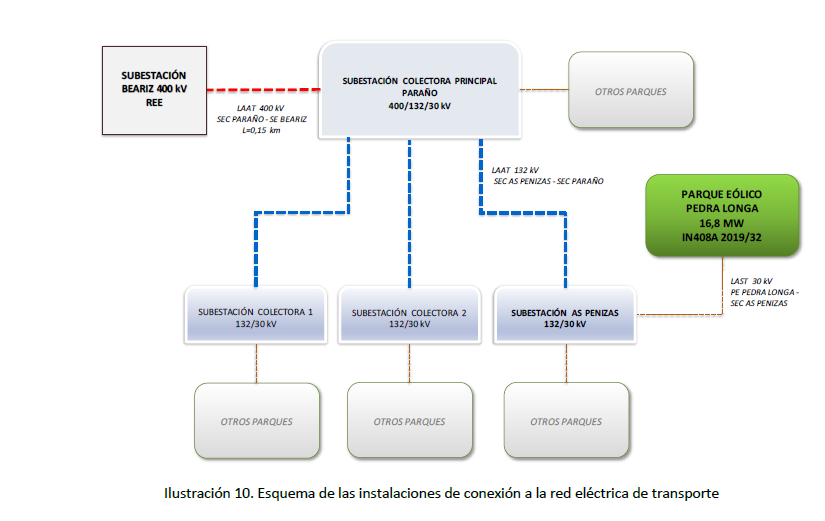 SUBESTACIÓN
BEARIZ 400 kV
REE
LAAT 400 kV
SEC PARAÑO - SE BEARIZ
L=0,15 km
SUBESTACIÓN COLECTORA PRINCIPAL
PARAÑO
400/132/30 kV
OTROS PARQUES
LAAT 132 kV
SEC AS PENIZAS - SEC PARAÑO
PARQUE EÓLICO
PEDRA LONGA
16,8 MW
IN408A 2019/32
LAST 30 kV
PE PEDRA LONGA -
SEC AS PENIZAS
SUBESTACIÓN COLECTORA 1
132/30 kV
SUBESTACIÓN COLECTORA 2
132/30 kV
SUBESTACIÓN AS PENIZAS
132/30 kV
OTROS PARQUES
OTROS PARQUES
OTROS PARQUES
Ilustración 10. Esquema de las instalaciones de conexión a la red eléctrica de transporte